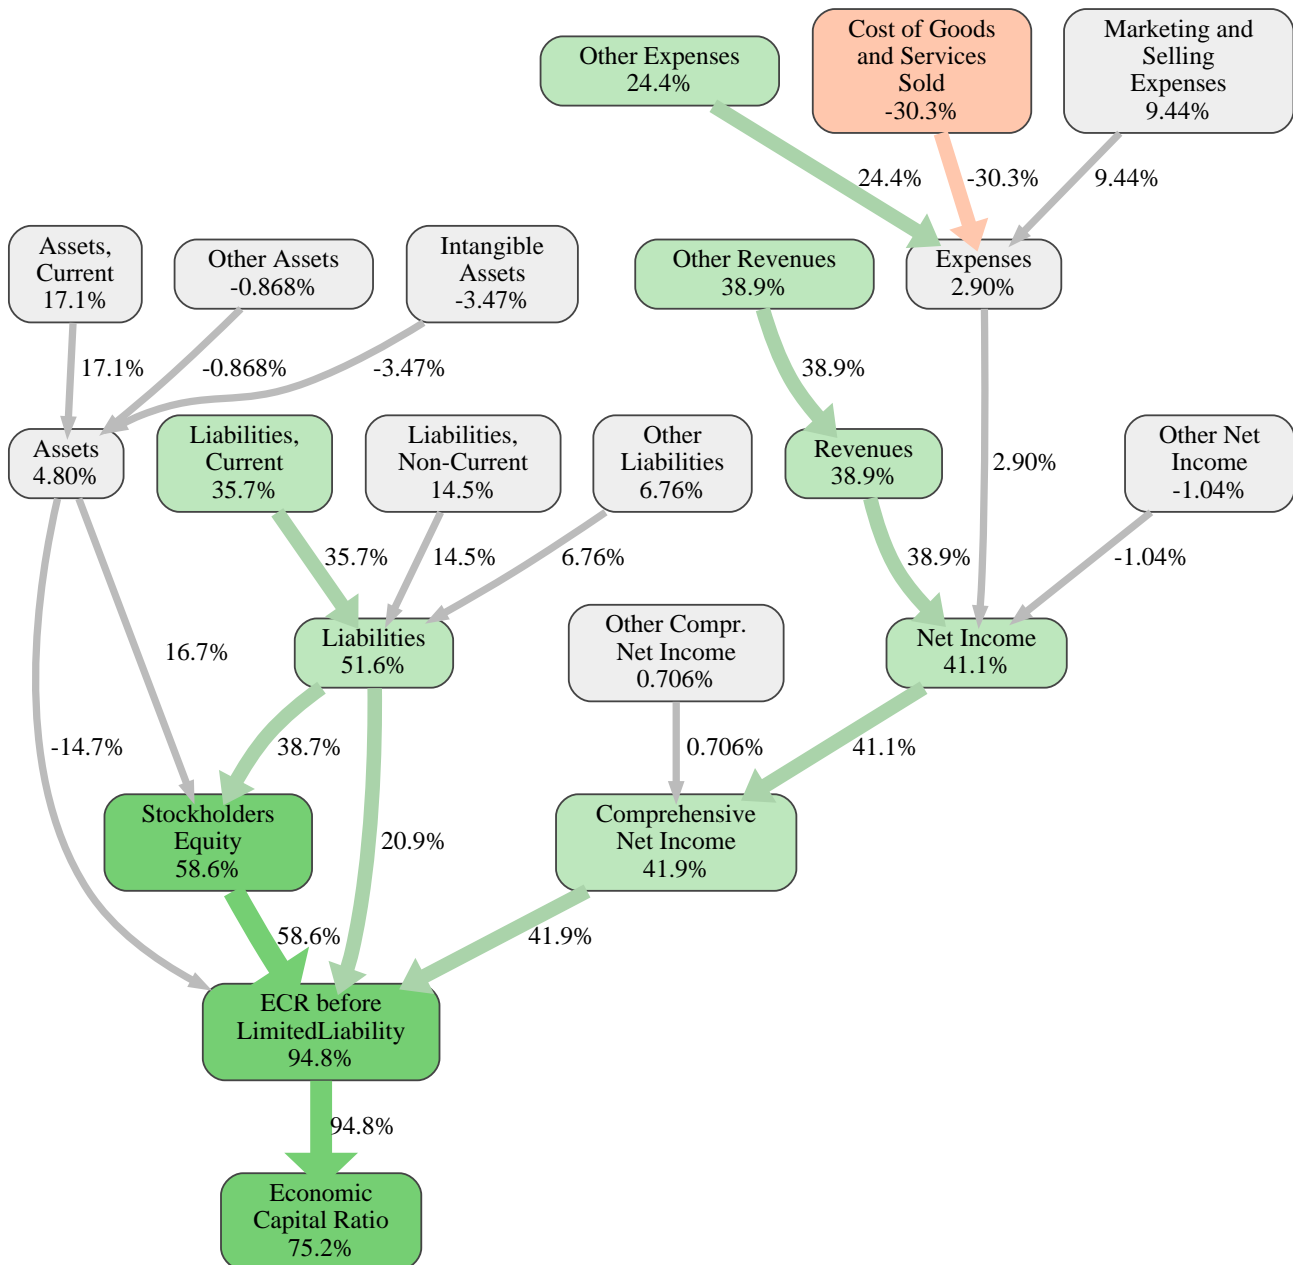 Cost of Goods
and Services
Sold
-30.3%
Marketing and
Selling
Expenses
9.44%
Other Expenses
24.4%
24.4%
-30.3%
9.44%
Assets,
Current
17.1%
Other Assets
-0.868%
Intangible
Assets
-3.47%
Other Revenues
38.9%
Expenses
2.90%
17.1%
-0.868%
-3.47%
38.9%
Assets
4.80%
Liabilities,
Current
35.7%
Liabilities,
Non-Current
14.5%
Other
Liabilities
6.76%
Revenues
38.9%
2.90%
Other Net
Income
-1.04%
35.7%
14.5%
6.76%
38.9%
-1.04%
16.7%
Liabilities
51.6%
Other Compr.
Net Income
0.706%
Net Income
41.1%
-14.7%
38.7%
0.706%
41.1%
Stockholders
Equity
58.6%
20.9%
Comprehensive
Net Income
41.9%
58.6%
41.9%
ECR before
LimitedLiability
94.8%
94.8%
Economic
Capital Ratio
75.2%